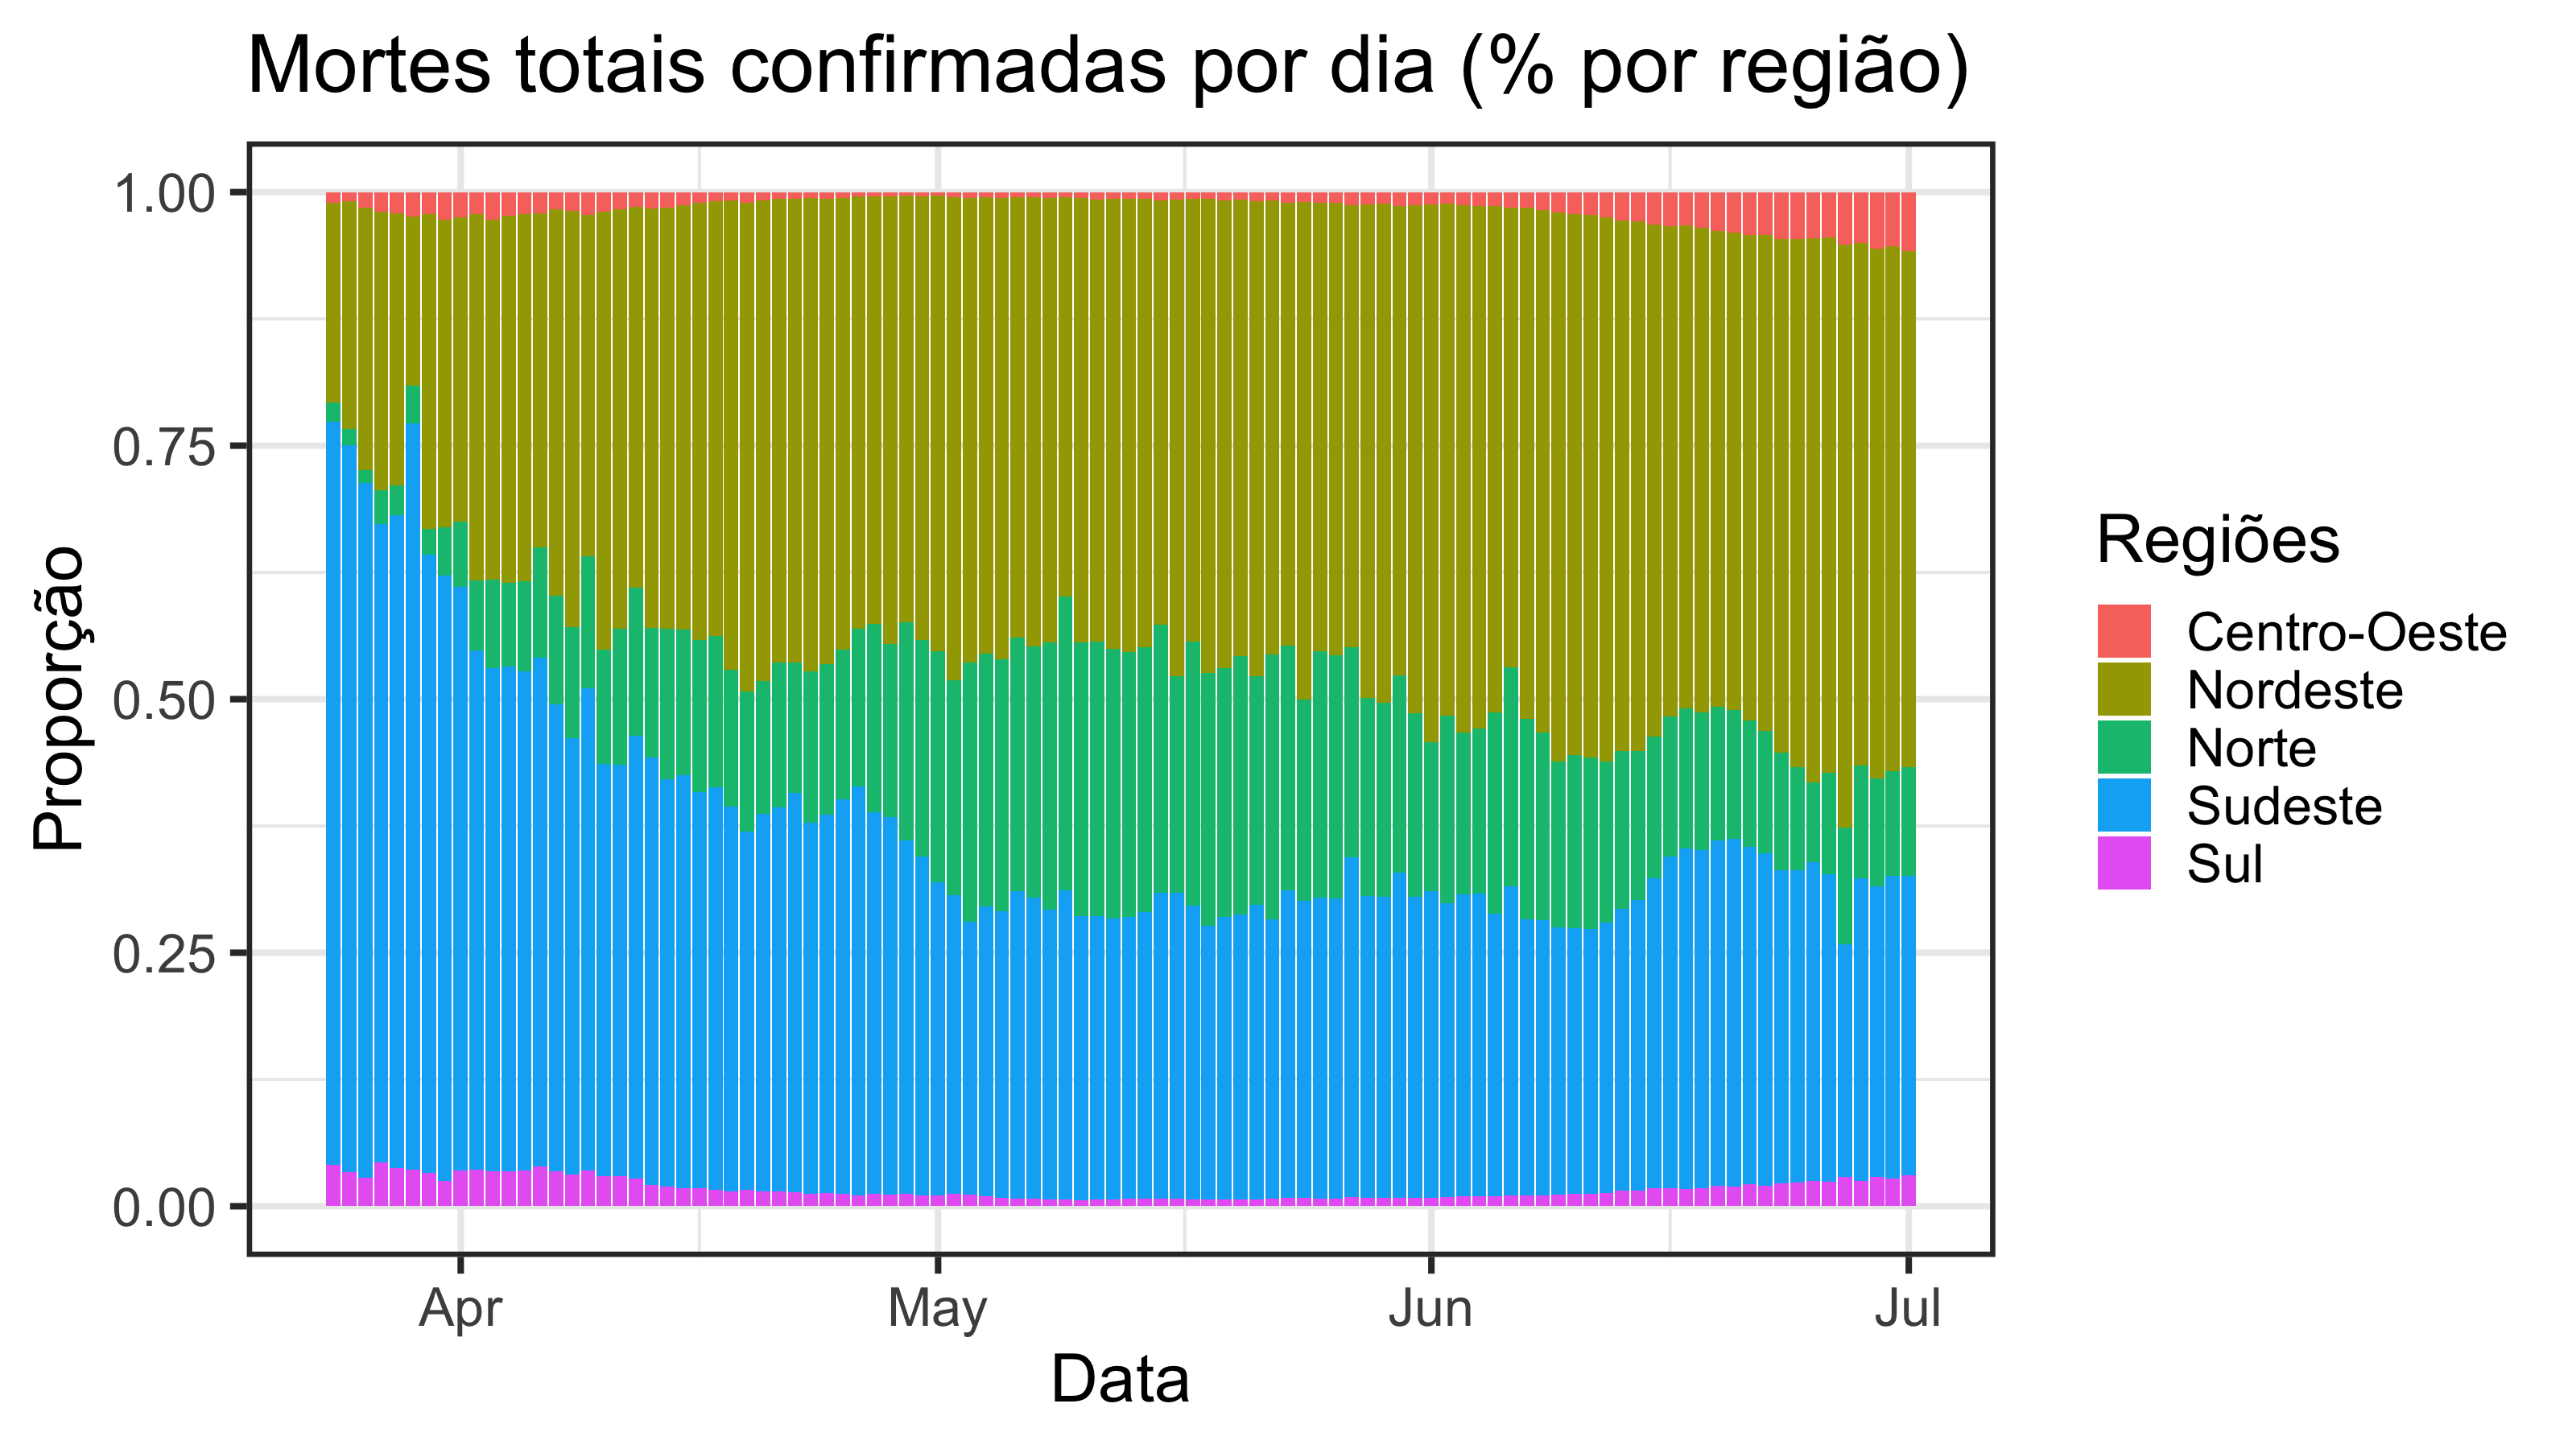 Mortes totais confirmadas por dia (% por região)
1.00
0.75
0.50
0.25
0.00
Proporção
Apr
May
Jun
Jul
Data
Regiões
Centro-Oeste
Nordeste
Norte
Sudeste
Sul